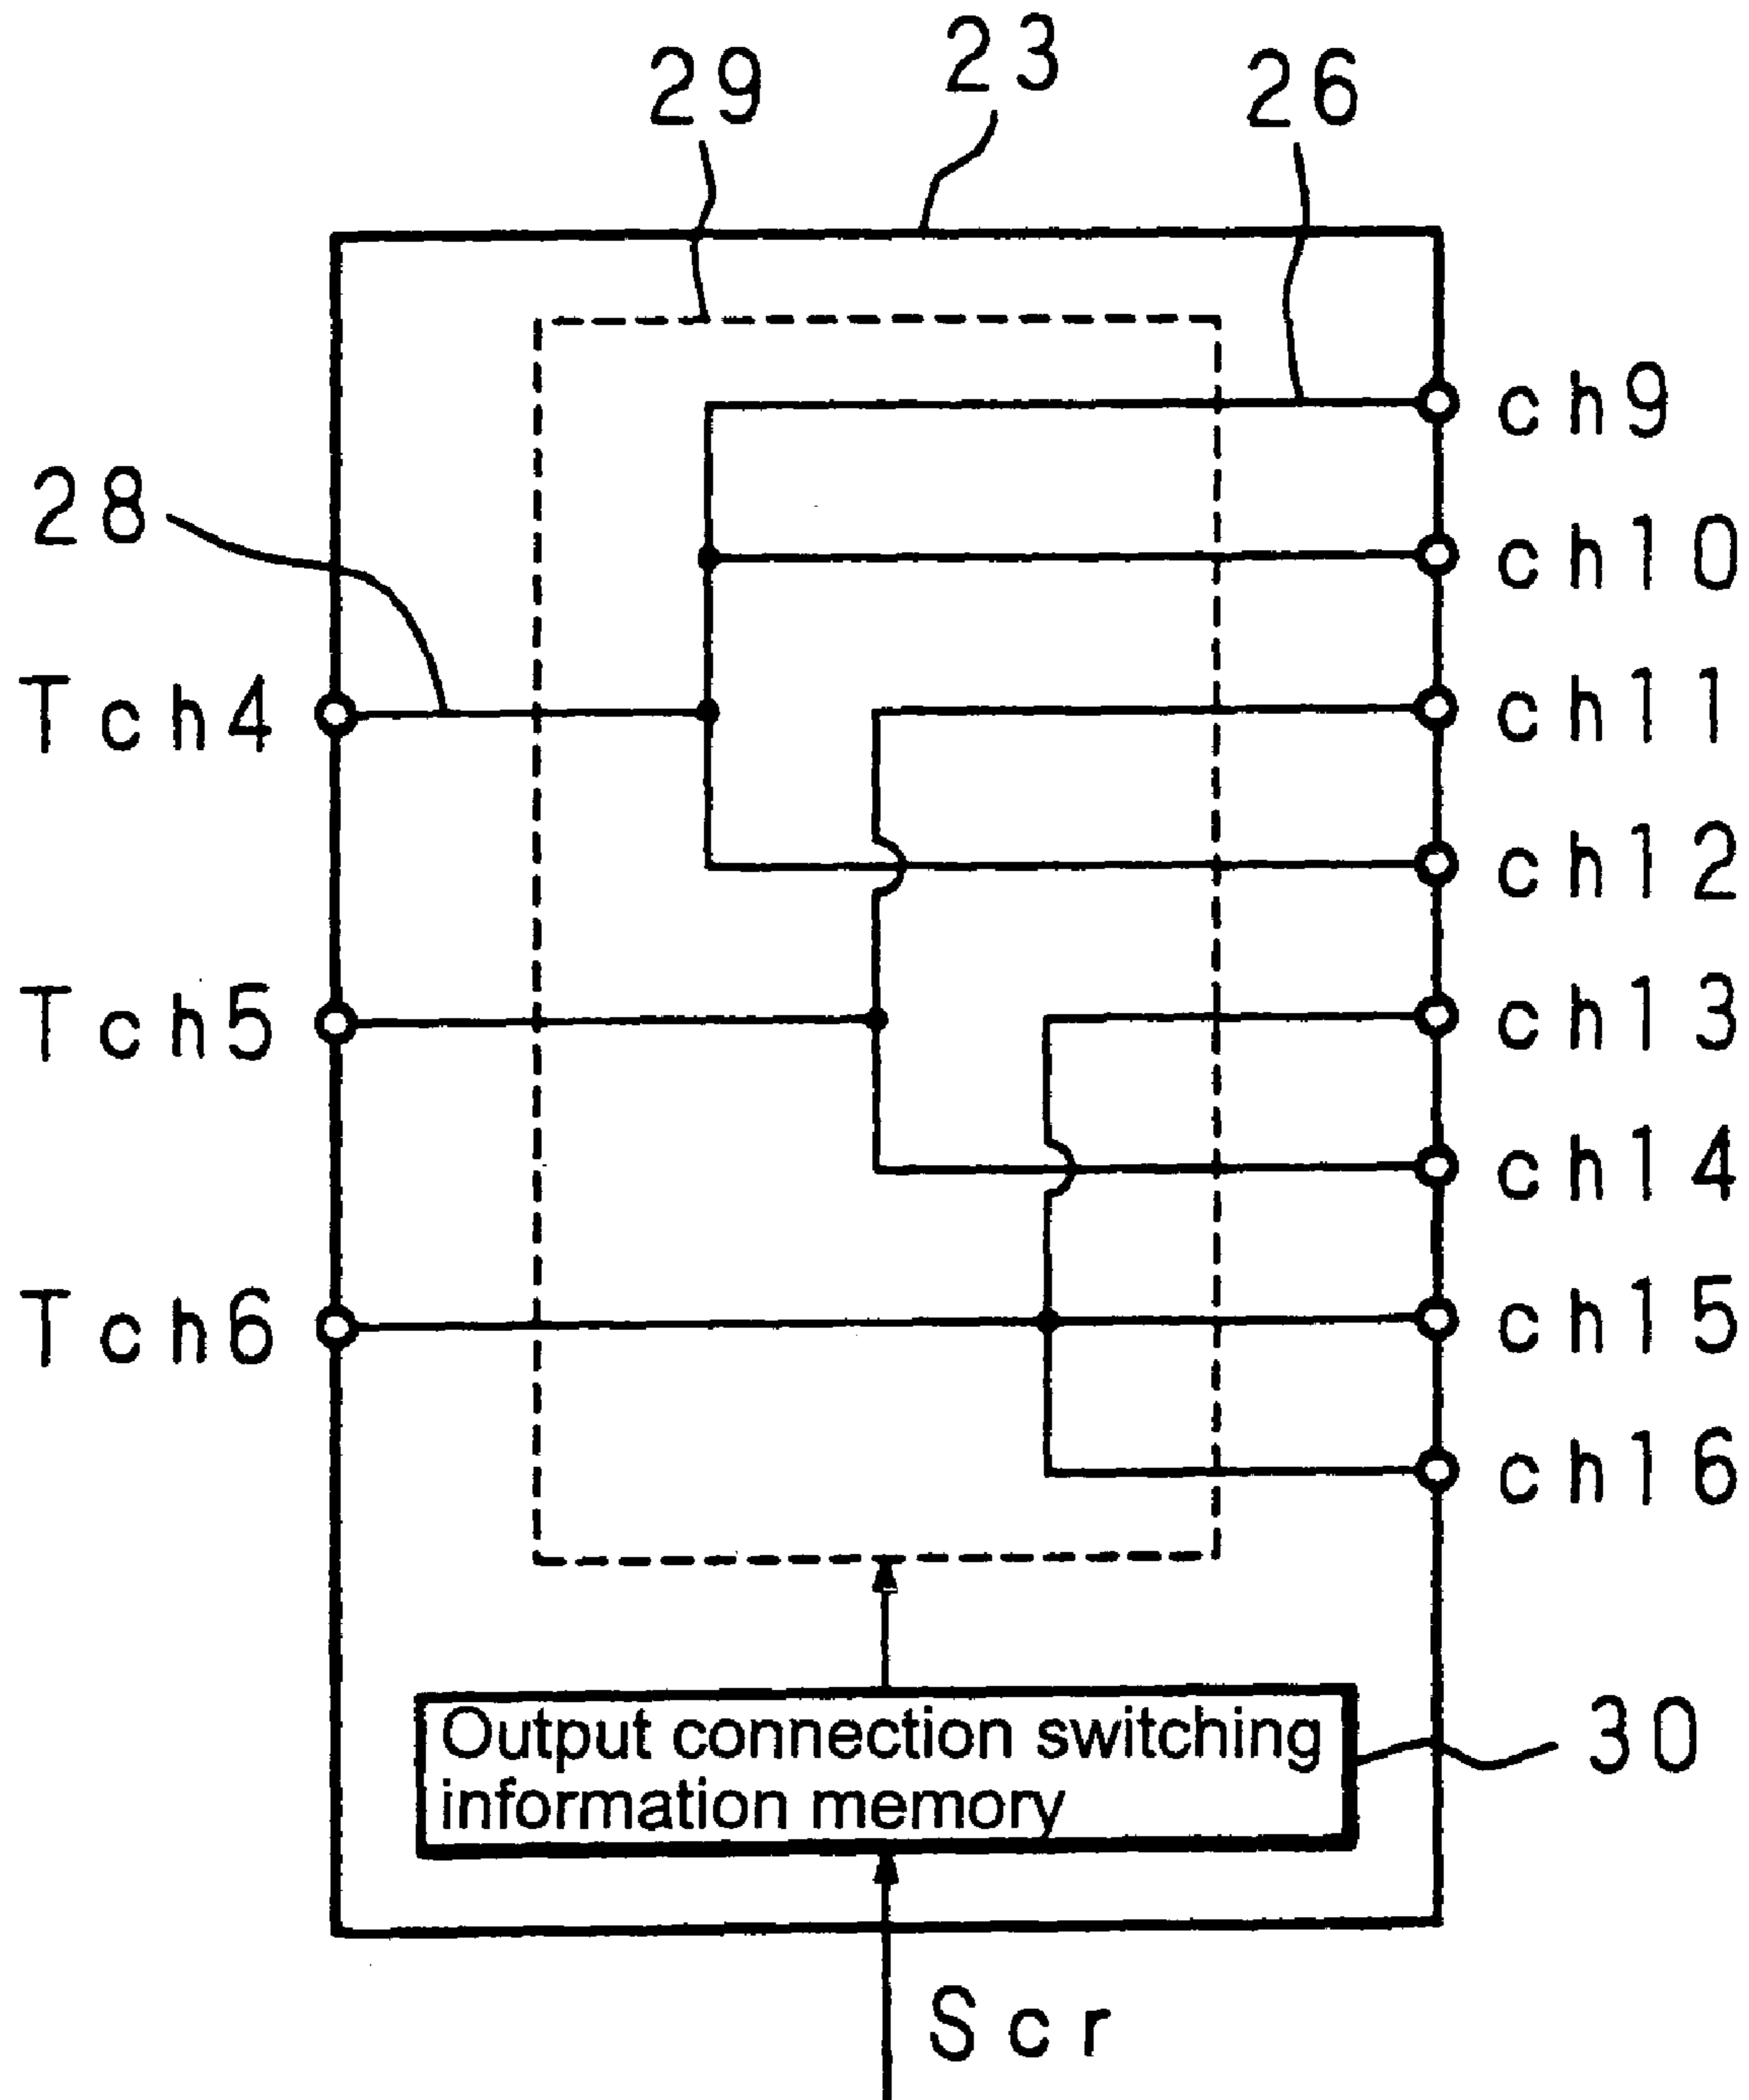 29
23
26
28
ch9
ch10
Tch4
ch11
ch12
Tch5
ch13
ch14
Tch6
ch15
ch16
Output connection switching
information memory
30
Scr